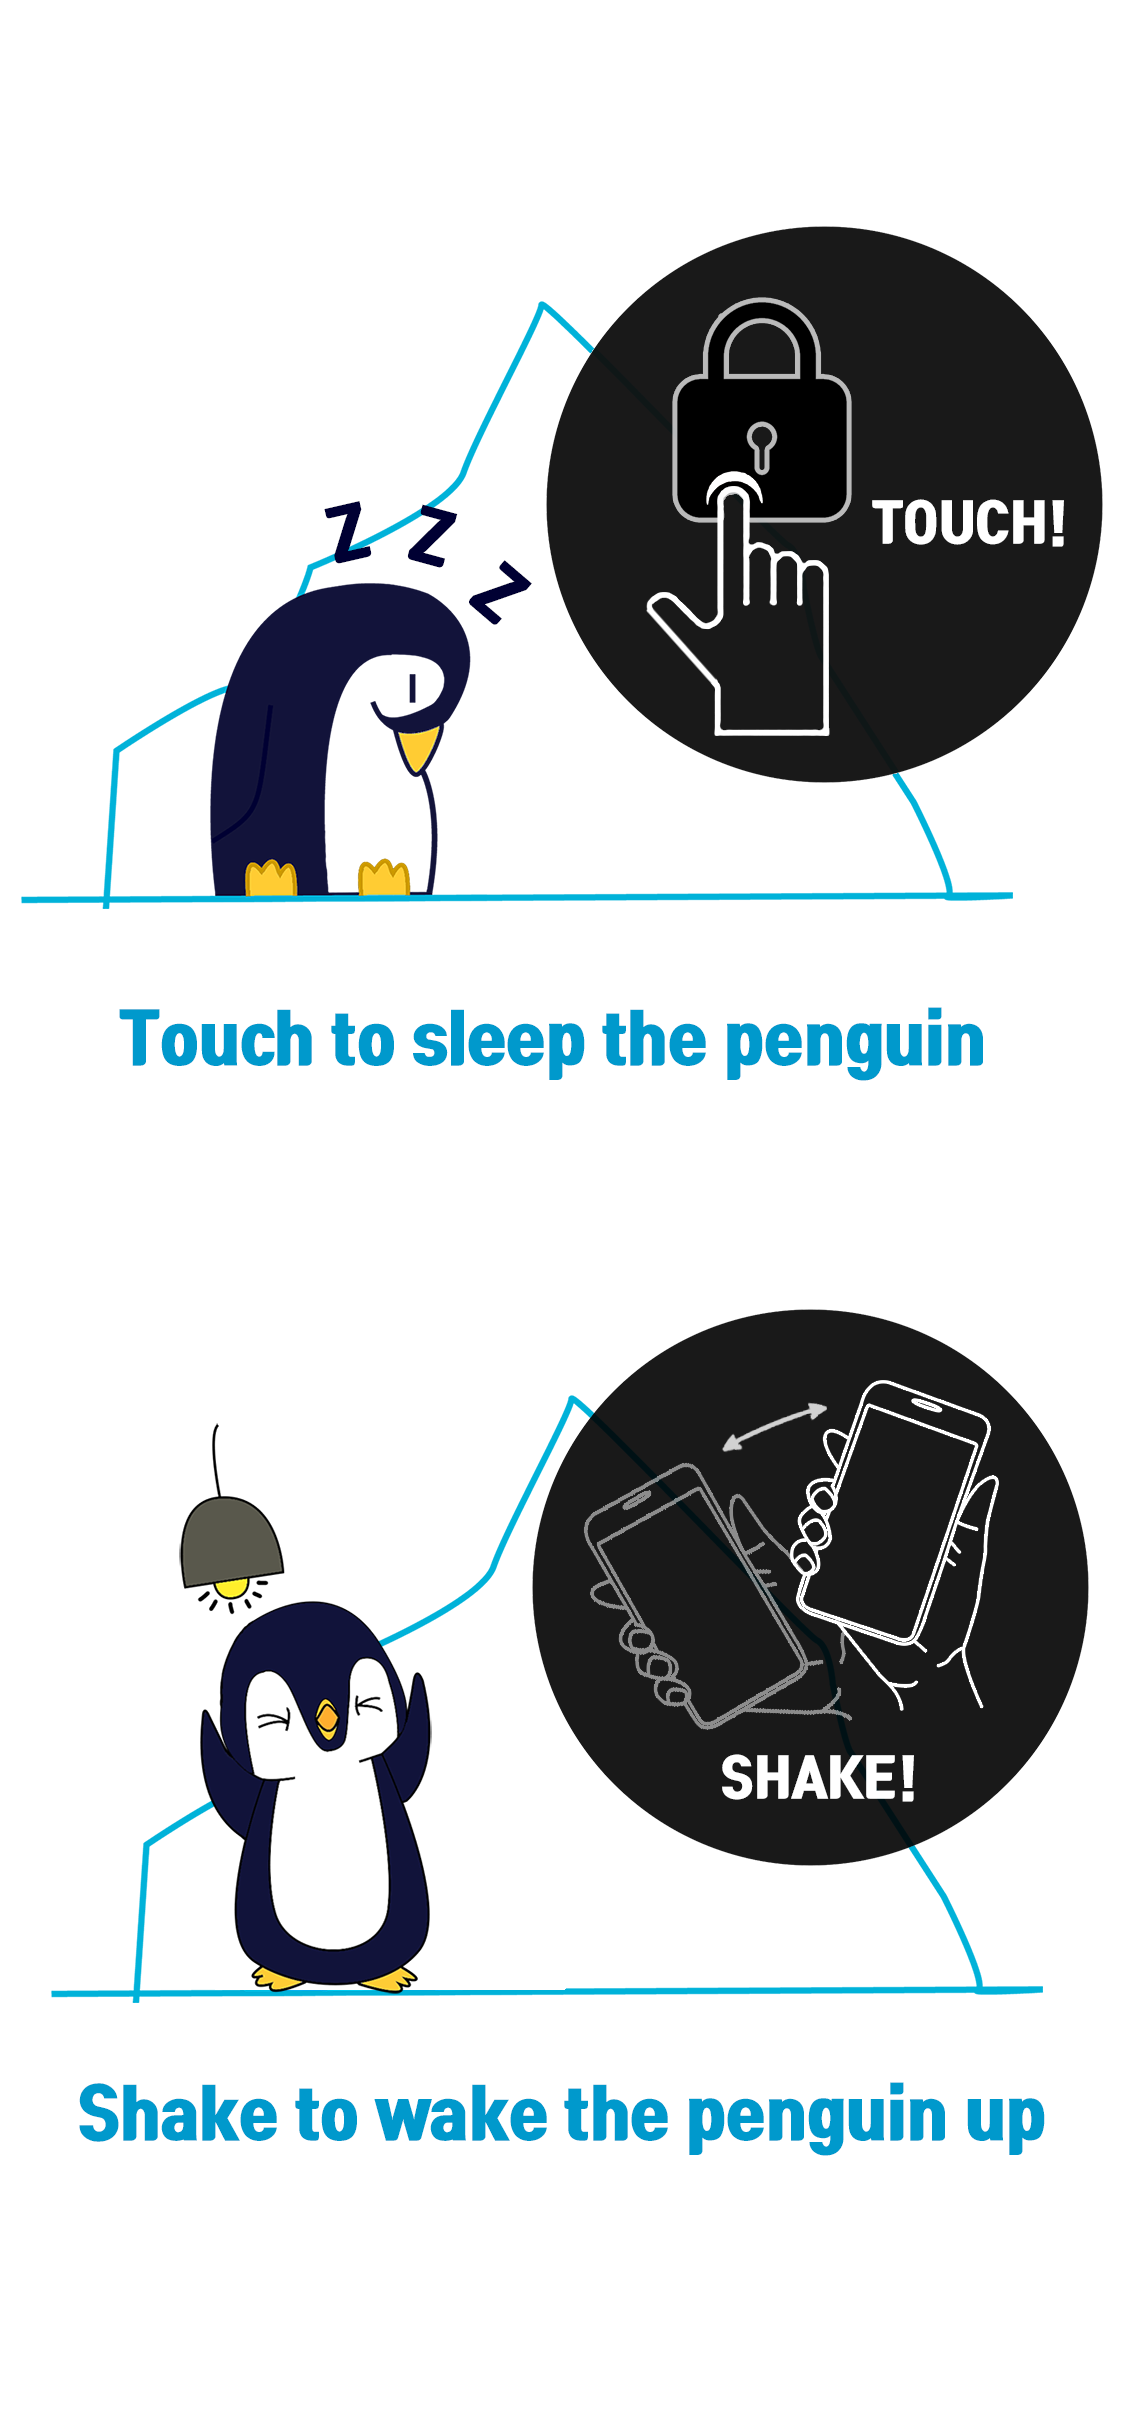 Z Z Z
TOUCH!
Touch to sleep the penguin
SHAKE!
Shake to wake the penguin up